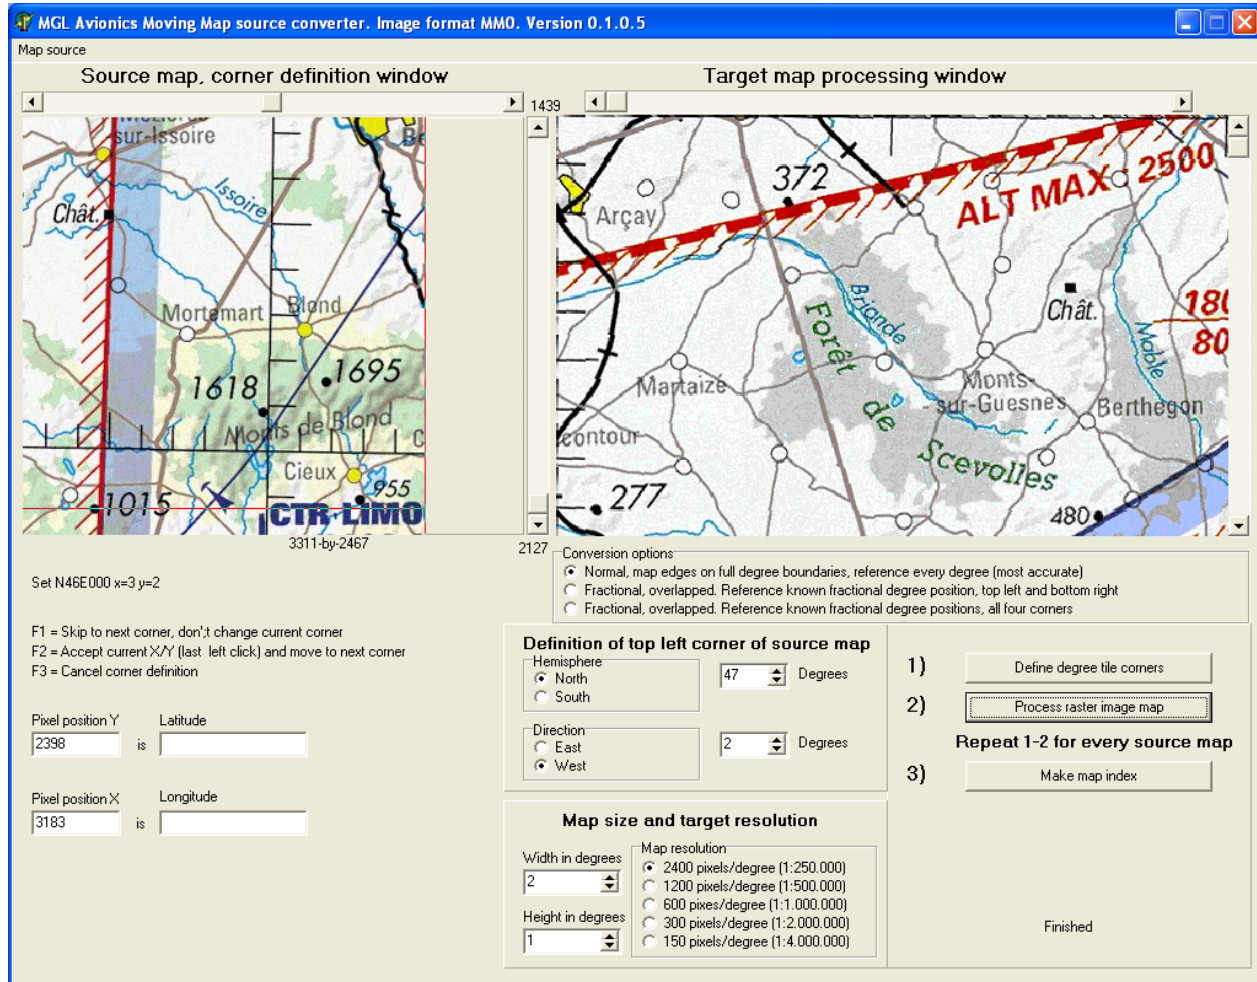 MGL Avionics Moving Map source converter. Image format MM0. Version 0.1.0.5
Map source
Source map, corner definition window
Target map processing window
1439
sur-Issoire
Issoire
Chât.
Mortemart
Blond
1618
1695
Monts de Blond
Cieux
955
1015
CTR LIMO
372
ALT MAX : 2500
Arçay
Briande
Chât.
180
80
Forêt
de
Scevolles
Mable
Martaizé
Monts-
-sur-Guesnes
Berthegon
contour
277
480
3311-by-2467
2127
Set N46E000 x=3 y=2
F1 = Skip to next corner, don';t change current corner
F2 = Accept current X/Y (last left click) and move to next corner
F3 = Cancel corner definition
Pixel position Y
Latitude
2398
is
Pixel position X
Longitude
3183
is
Conversion options
Normal, map edges on full degree boundaries, reference every degree (most accurate)
Fractional, overlapped. Reference known fractional degree position, top left and bottom right
Fractional, overlapped. Reference known fractional degree positions, all four corners
Definition of top left corner of source map
Hemisphere
North
South
47
Degrees
Direction
East
West
2
Degrees
Map size and target resolution
Width in degrees
2
Height in degrees
1
Map resolution
2400 pixels/degree (1:250.000)
1200 pixels/degree (1:500.000)
600 pixes/degree (1:1.000.000)
300 pixels/degree (1:2.000.000)
150 pixels/degree (1:4.000.000)
1)
Define degree tile corners
2)
Process raster image map
Repeat 1-2 for every source map
3)
Make map index
Finished